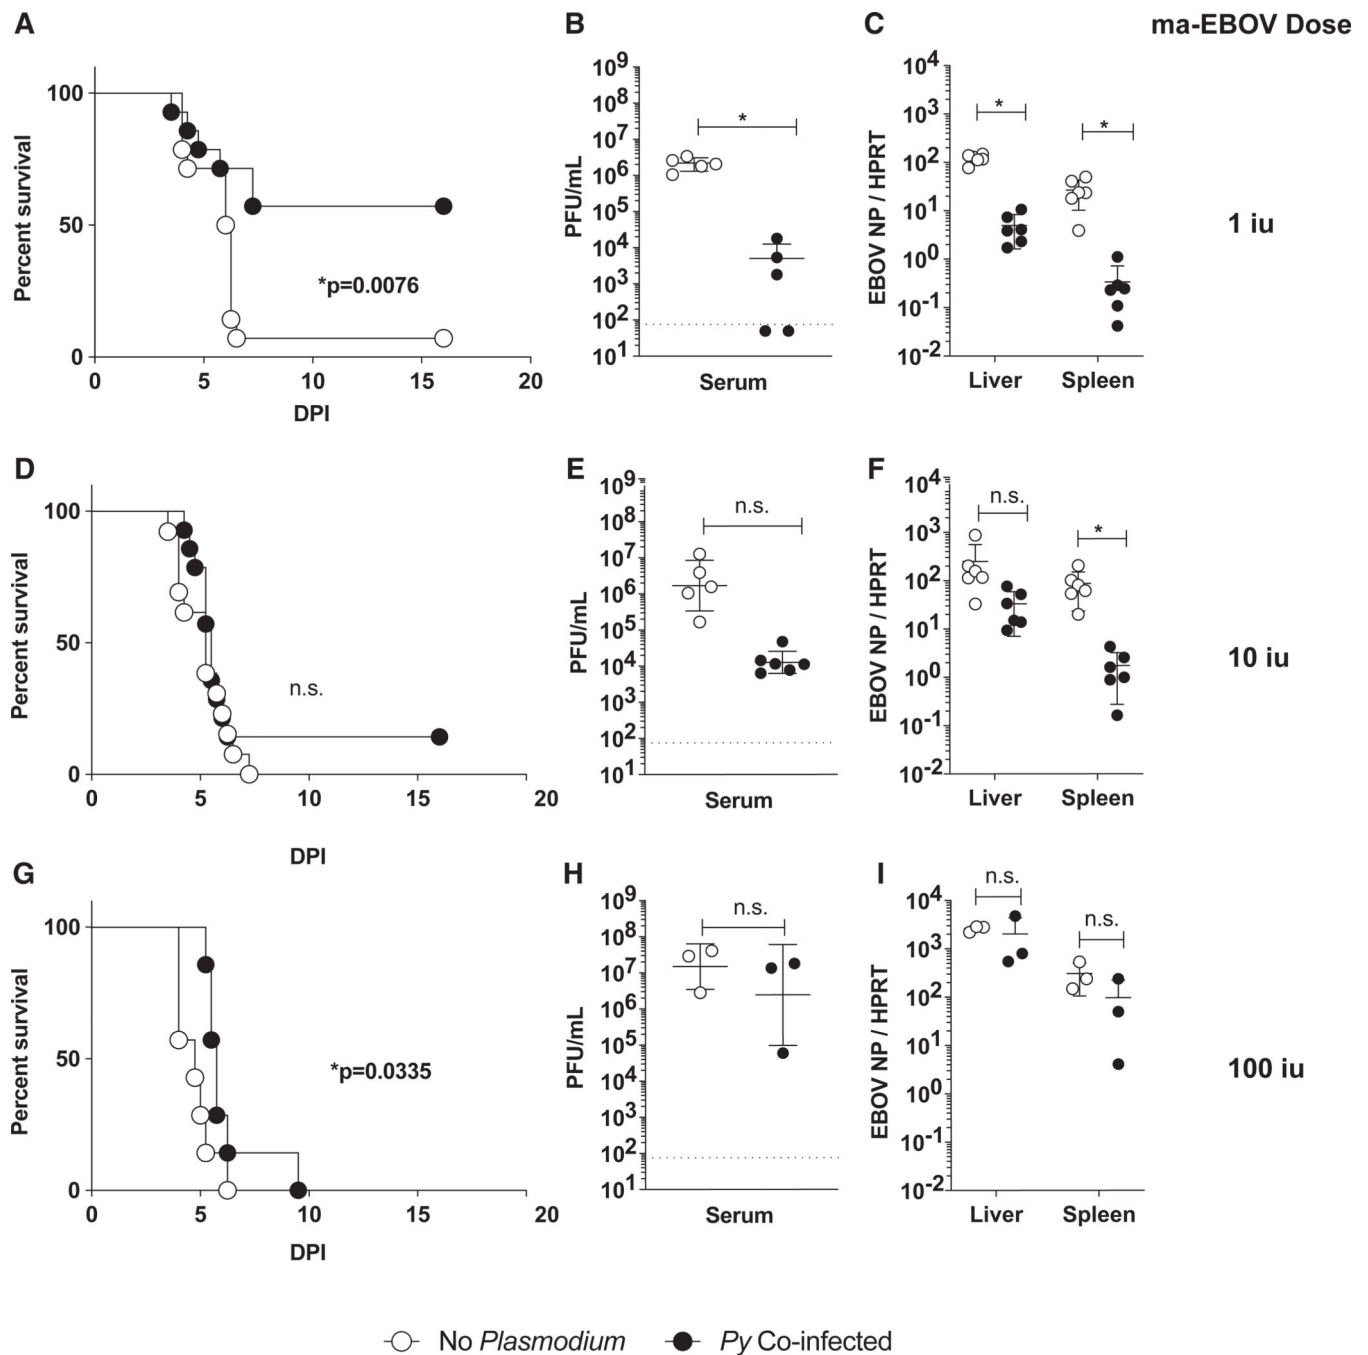 A
B
C
ma-EBOV Dose
Percent survival
100
50
0
0 5 10 15 20
DPI
*p=0.0076
PFU/mL
10^9
10^8
10^7
10^6
10^5
10^4
10^3
10^2
10^1
*
Serum
EBOV NP / HPRT
10^4
10^3
10^2
10^1
10^0
10^-1
10^-2
*
*
Liver Spleen
1 iu
D
E
F
Percent survival
100
50
0
0 5 10 15 20
DPI
n.s.
PFU/mL
10^9
10^8
10^7
10^6
10^5
10^4
10^3
10^2
10^1
n.s.
Serum
EBOV NP / HPRT
10^4
10^3
10^2
10^1
10^0
10^-1
10^-2
n.s.
*
Liver Spleen
10 iu
G
H
I
Percent survival
100
50
0
0 5 10 15 20
DPI
*p=0.0335
PFU/mL
10^9
10^8
10^7
10^6
10^5
10^4
10^3
10^2
10^1
n.s.
Serum
EBOV NP / HPRT
10^4
10^3
10^2
10^1
10^0
10^-1
10^-2
n.s.
n.s.
Liver Spleen
100 iu
No Plasmodium
Py Co-infected